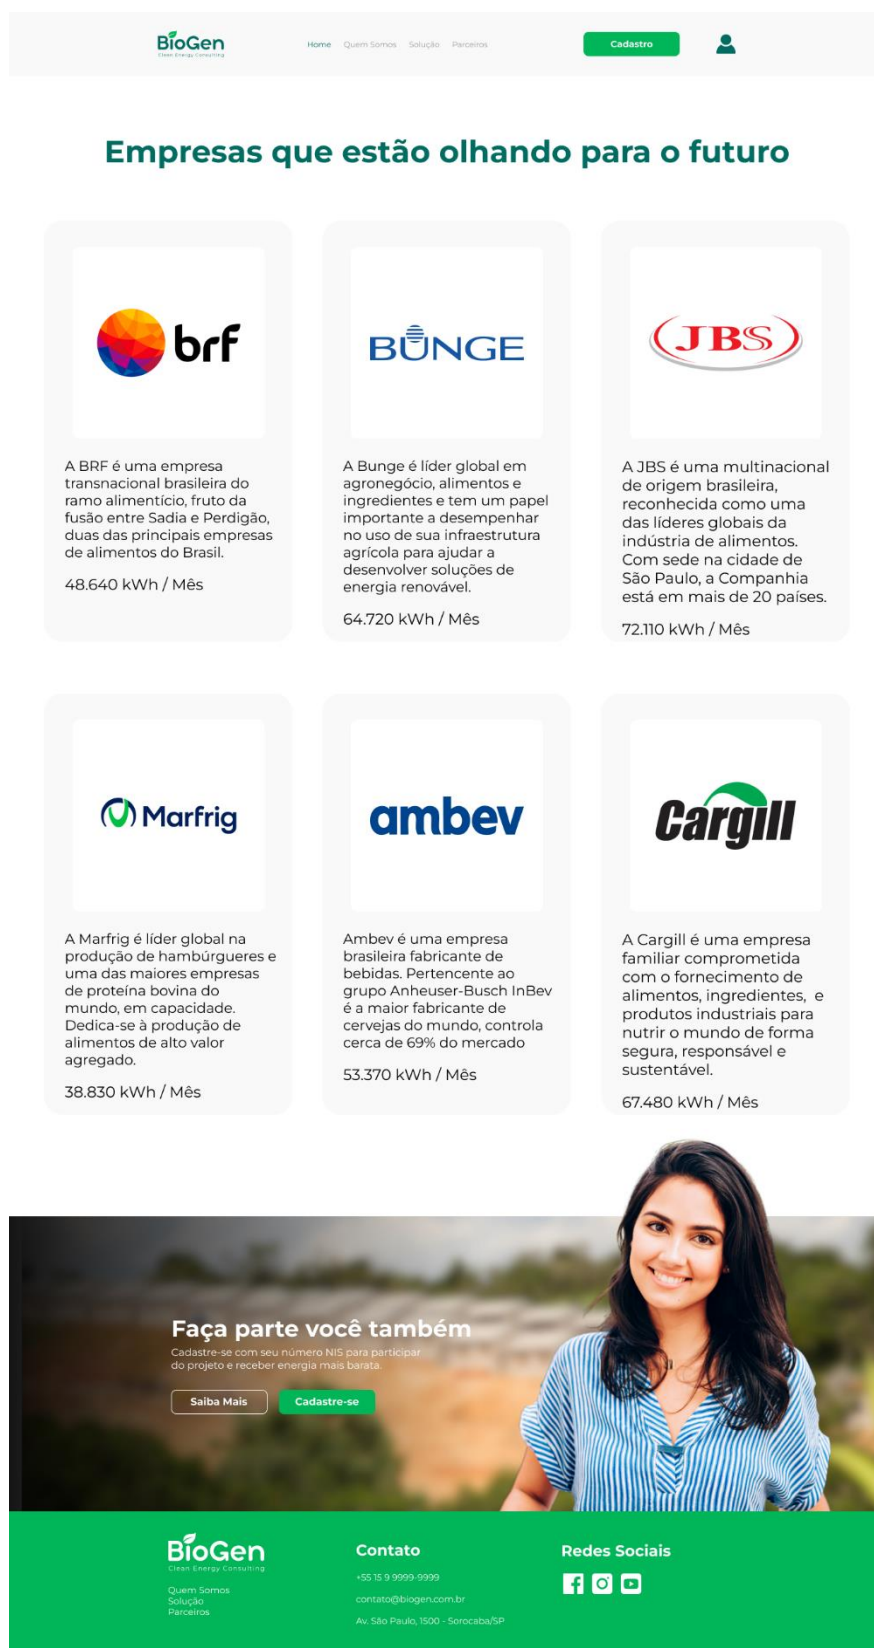 BioGen
Clean Energy Consulting
Home Quem Somos Solução Parceiros
Cadastro
Empresas que estão olhando para o futuro
brf
A BRF é uma empresa
transnacional brasileira do
ramo alimentício, fruto da
fusão entre Sadia e Perdigão,
duas das principais empresas
de alimentos do Brasil.
48.640 kWh / Mês
BUNGE
A Bunge é líder global em
agronegócio, alimentos e
ingredientes e tem um papel
importante a desempenhar
no uso de sua infraestrutura
agrícola para ajudar a
desenvolver soluções de
energia renovável.
64.720 kWh / Mês
JBS
A JBS é uma multinacional
de origem brasileira,
reconhecida como uma
das líderes globais da
indústria de alimentos.
Com sede na cidade de
São Paulo, a Companhia
está em mais de 20 países.
72.110 kWh / Mês
Marfrig
A Marfrig é líder global na
produção de hambúrgueres e
uma das maiores empresas
de proteína bovina do
mundo, em capacidade.
Dedica-se à produção de
alimentos de alto valor
agregado.
38.830 kWh / Mês
ambev
Ambev é uma empresa
brasileira fabricante de
bebidas. Pertencente ao
grupo Anheuser-Busch InBev
é a maior fabricante de
cervejas do mundo, controla
cerca de 69% do mercado
53.370 kWh / Mês
Cargill
A Cargill é uma empresa
familiar comprometida
com o fornecimento de
alimentos, ingredientes, e
produtos industriais para
nutrir o mundo de forma
segura, responsável e
sustentável.
67.480 kWh / Mês
Faça parte você também
Cadastre-se com seu número NIS para participar
do projeto e receber energia mais barata.
Saiba Mais
Cadastre-se
BioGen
Clean Energy Consulting
Quem Somos
Solução
Parceiros
Contato
+55 15 9 9999-9999
contato@biogen.com.br
Av. São Paulo, 1500 - Sorocaba/SP
Redes Sociais